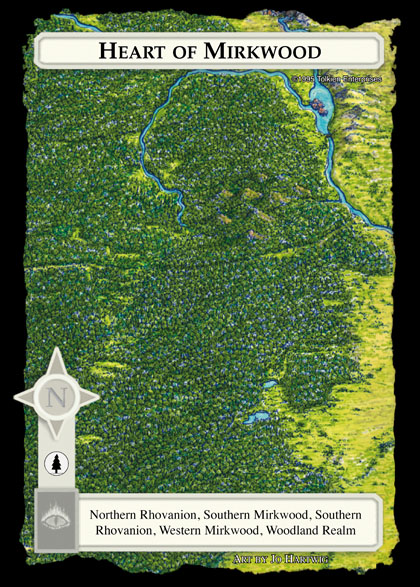 HEART OF MIRKWOOD
©1995 Tolkien Enterprises
N
Northern Rhovanion, Southern Mirkwood, Southern
Rhovanion, Western Mirkwood, Woodland Realm
ART BY JO HARTWIG